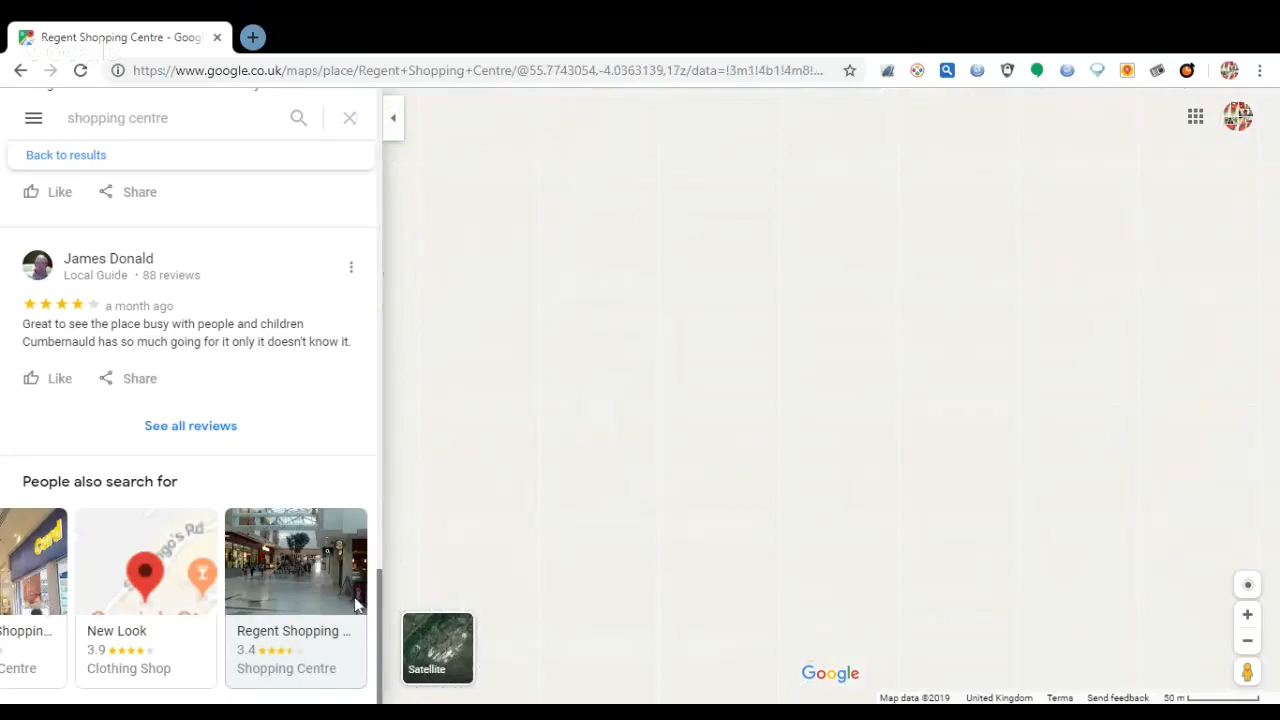 Regent Shopping Centre - Goog
https://www.google.co.uk/maps/place/Regent+Shopping+Centre/@55.7743054,-4.0363139,17z/data=!3m1!4b1!4m8!...
shopping centre
Back to results
Like Share
James Donald
Local Guide · 88 reviews
a month ago
Great to see the place busy with people and children
Cumbernauld has so much going for it only it doesn't know it.
Like Share
See all reviews
People also search for
Card
Shoppin...
Centre
New Look
3.9
Clothing Shop
Regent Shopping ...
3.4
Shopping Centre
Satellite
Google
Map data ©2019 United Kingdom Terms Send feedback 50 m